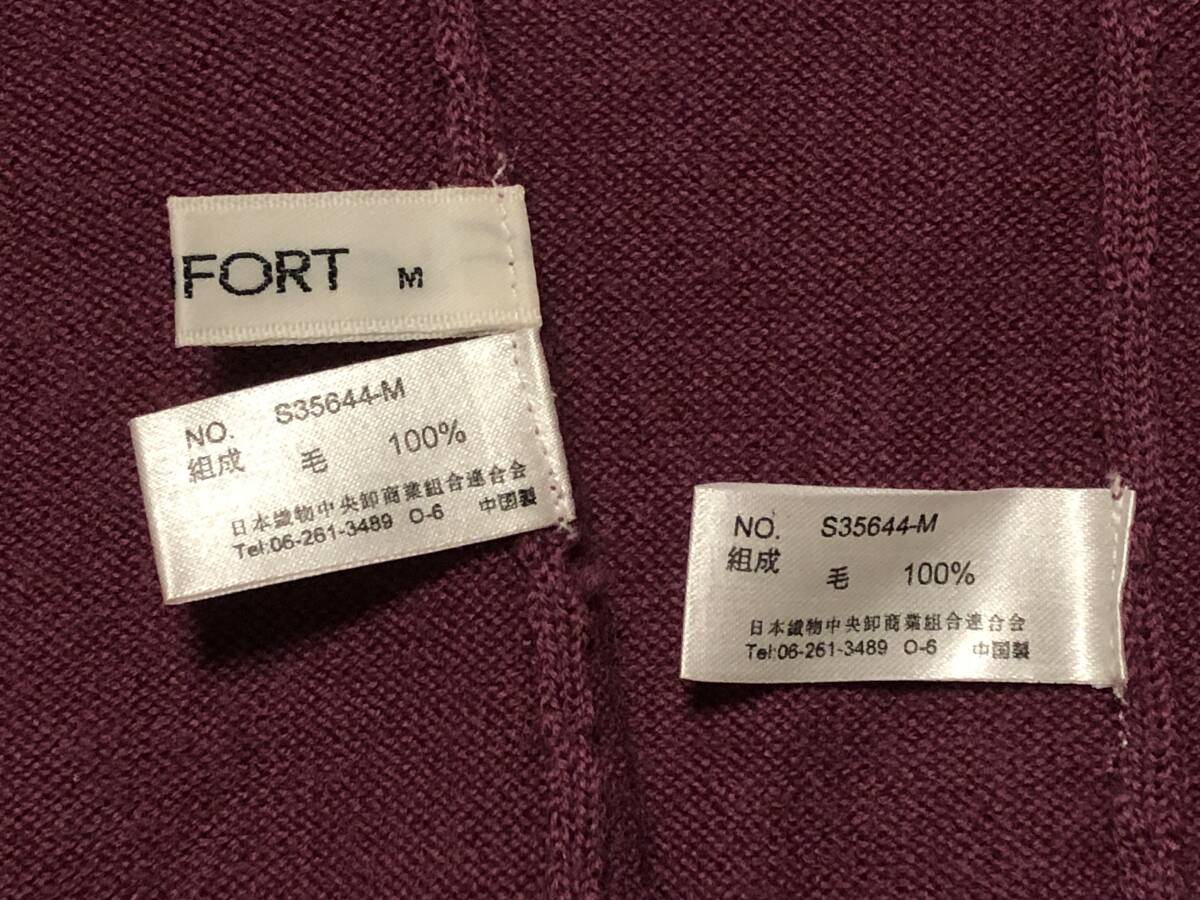 FORT M
NO. S35644-M
組成 毛 100%
日本織物中央卸商業組合連合会
Tel:06-261-3489 O-6 中国製
NO. S35644-M
組成 毛 100%
日本織物中央卸商業組合連合会
Tel:06-261-3489 O-6 中国製